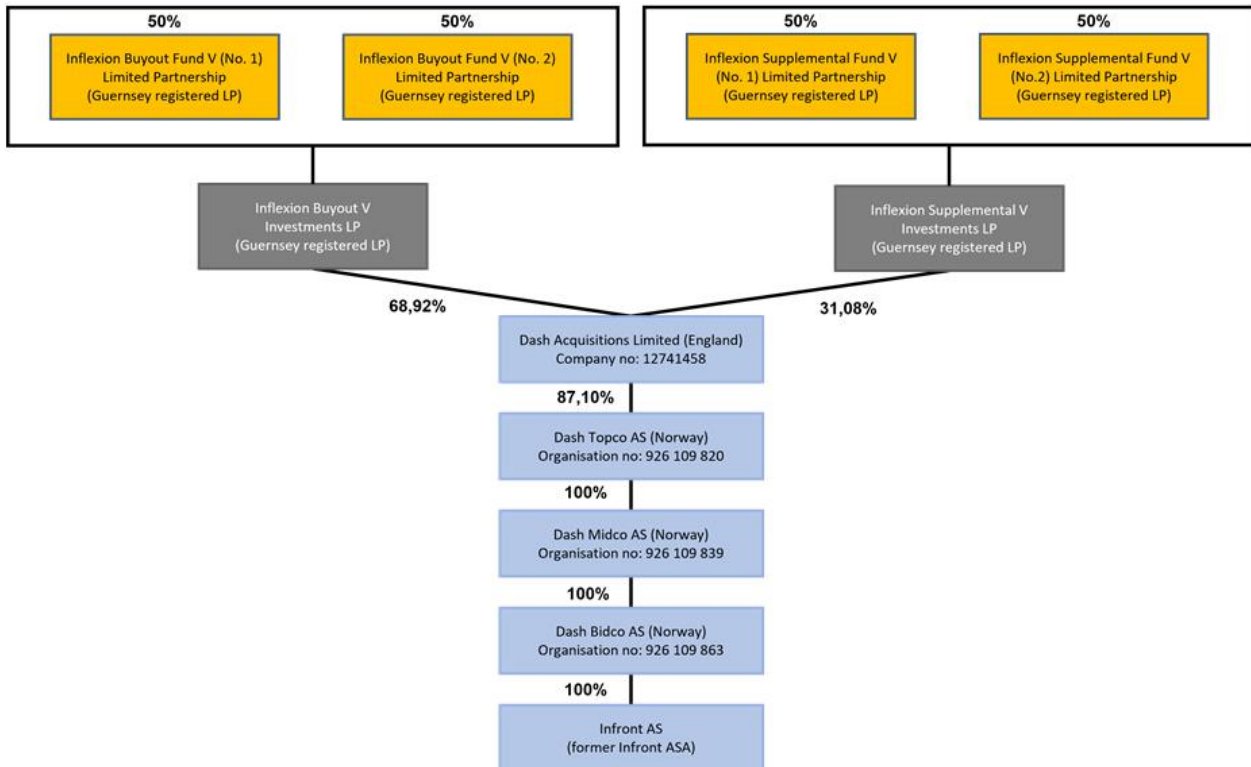 50%
50%
50%
50%
Inflexion Buyout Fund V (No. 1)
Limited Partnership
(Guernsey registered LP)
Inflexion Buyout Fund V (No. 2)
Limited Partnership
(Guernsey registered LP)
Inflexion Supplemental Fund V
(No. 1) Limited Partnership
(Guernsey registered LP)
Inflexion Supplemental Fund V
(No.2) Limited Partnership
(Guernsey registered LP)
Inflexion Buyout V
Investments LP
(Guernsey registered LP)
Inflexion Supplemental V
Investments LP
(Guernsey registered LP)
68,92%
31,08%
Dash Acquisitions Limited (England)
Company no: 12741458
87,10%
Dash Topco AS (Norway)
Organisation no: 926 109 820
100%
Dash Midco AS (Norway)
Organisation no: 926 109 839
100%
Dash Bidco AS (Norway)
Organisation no: 926 109 863
100%
Infront AS
(former Infront ASA)